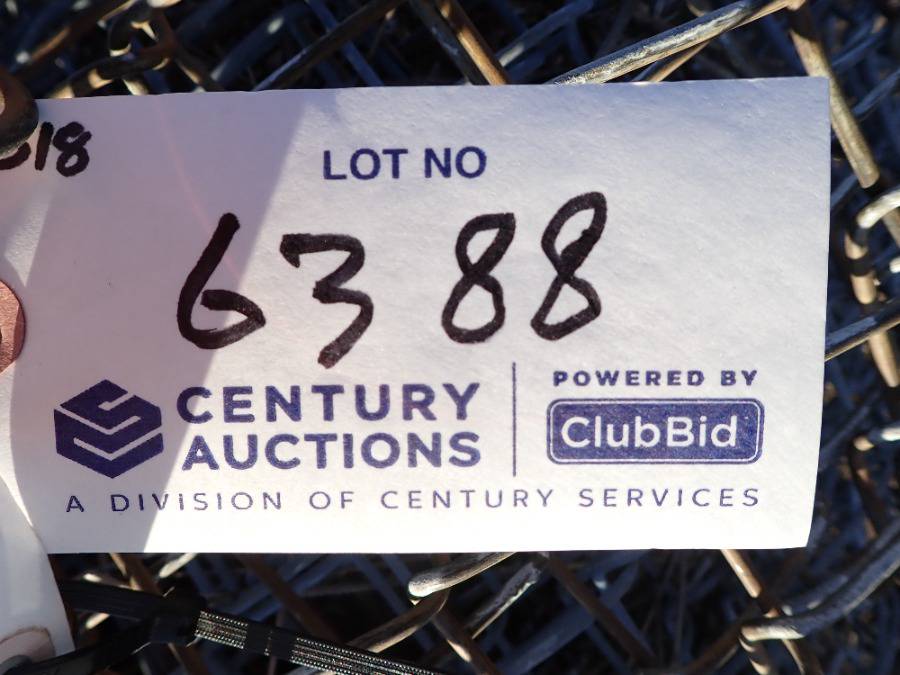 LOT NO
6388
CENTURY
AUCTIONS
POWERED BY
ClubBid
A DIVISION OF CENTURY SERVICES